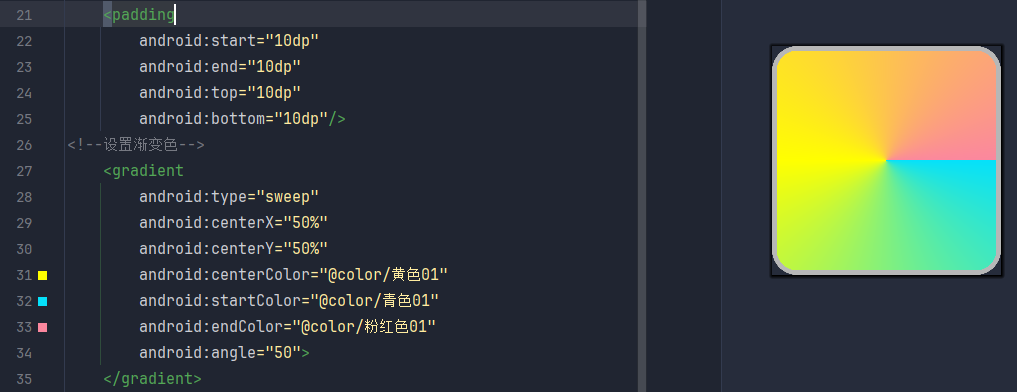 21 <padding
22 android:start="10dp"
23 android:end="10dp"
24 android:top="10dp"
25 android:bottom="10dp"/>
26 <!--设置渐变色-->
27 <gradient
28 android:type="sweep"
29 android:centerX="50%"
30 android:centerY="50%"
31 android:centerColor="@color/黄色01"
32 android:startColor="@color/青色01"
33 android:endColor="@color/粉红色01"
34 android:angle="50">
35 </gradient>